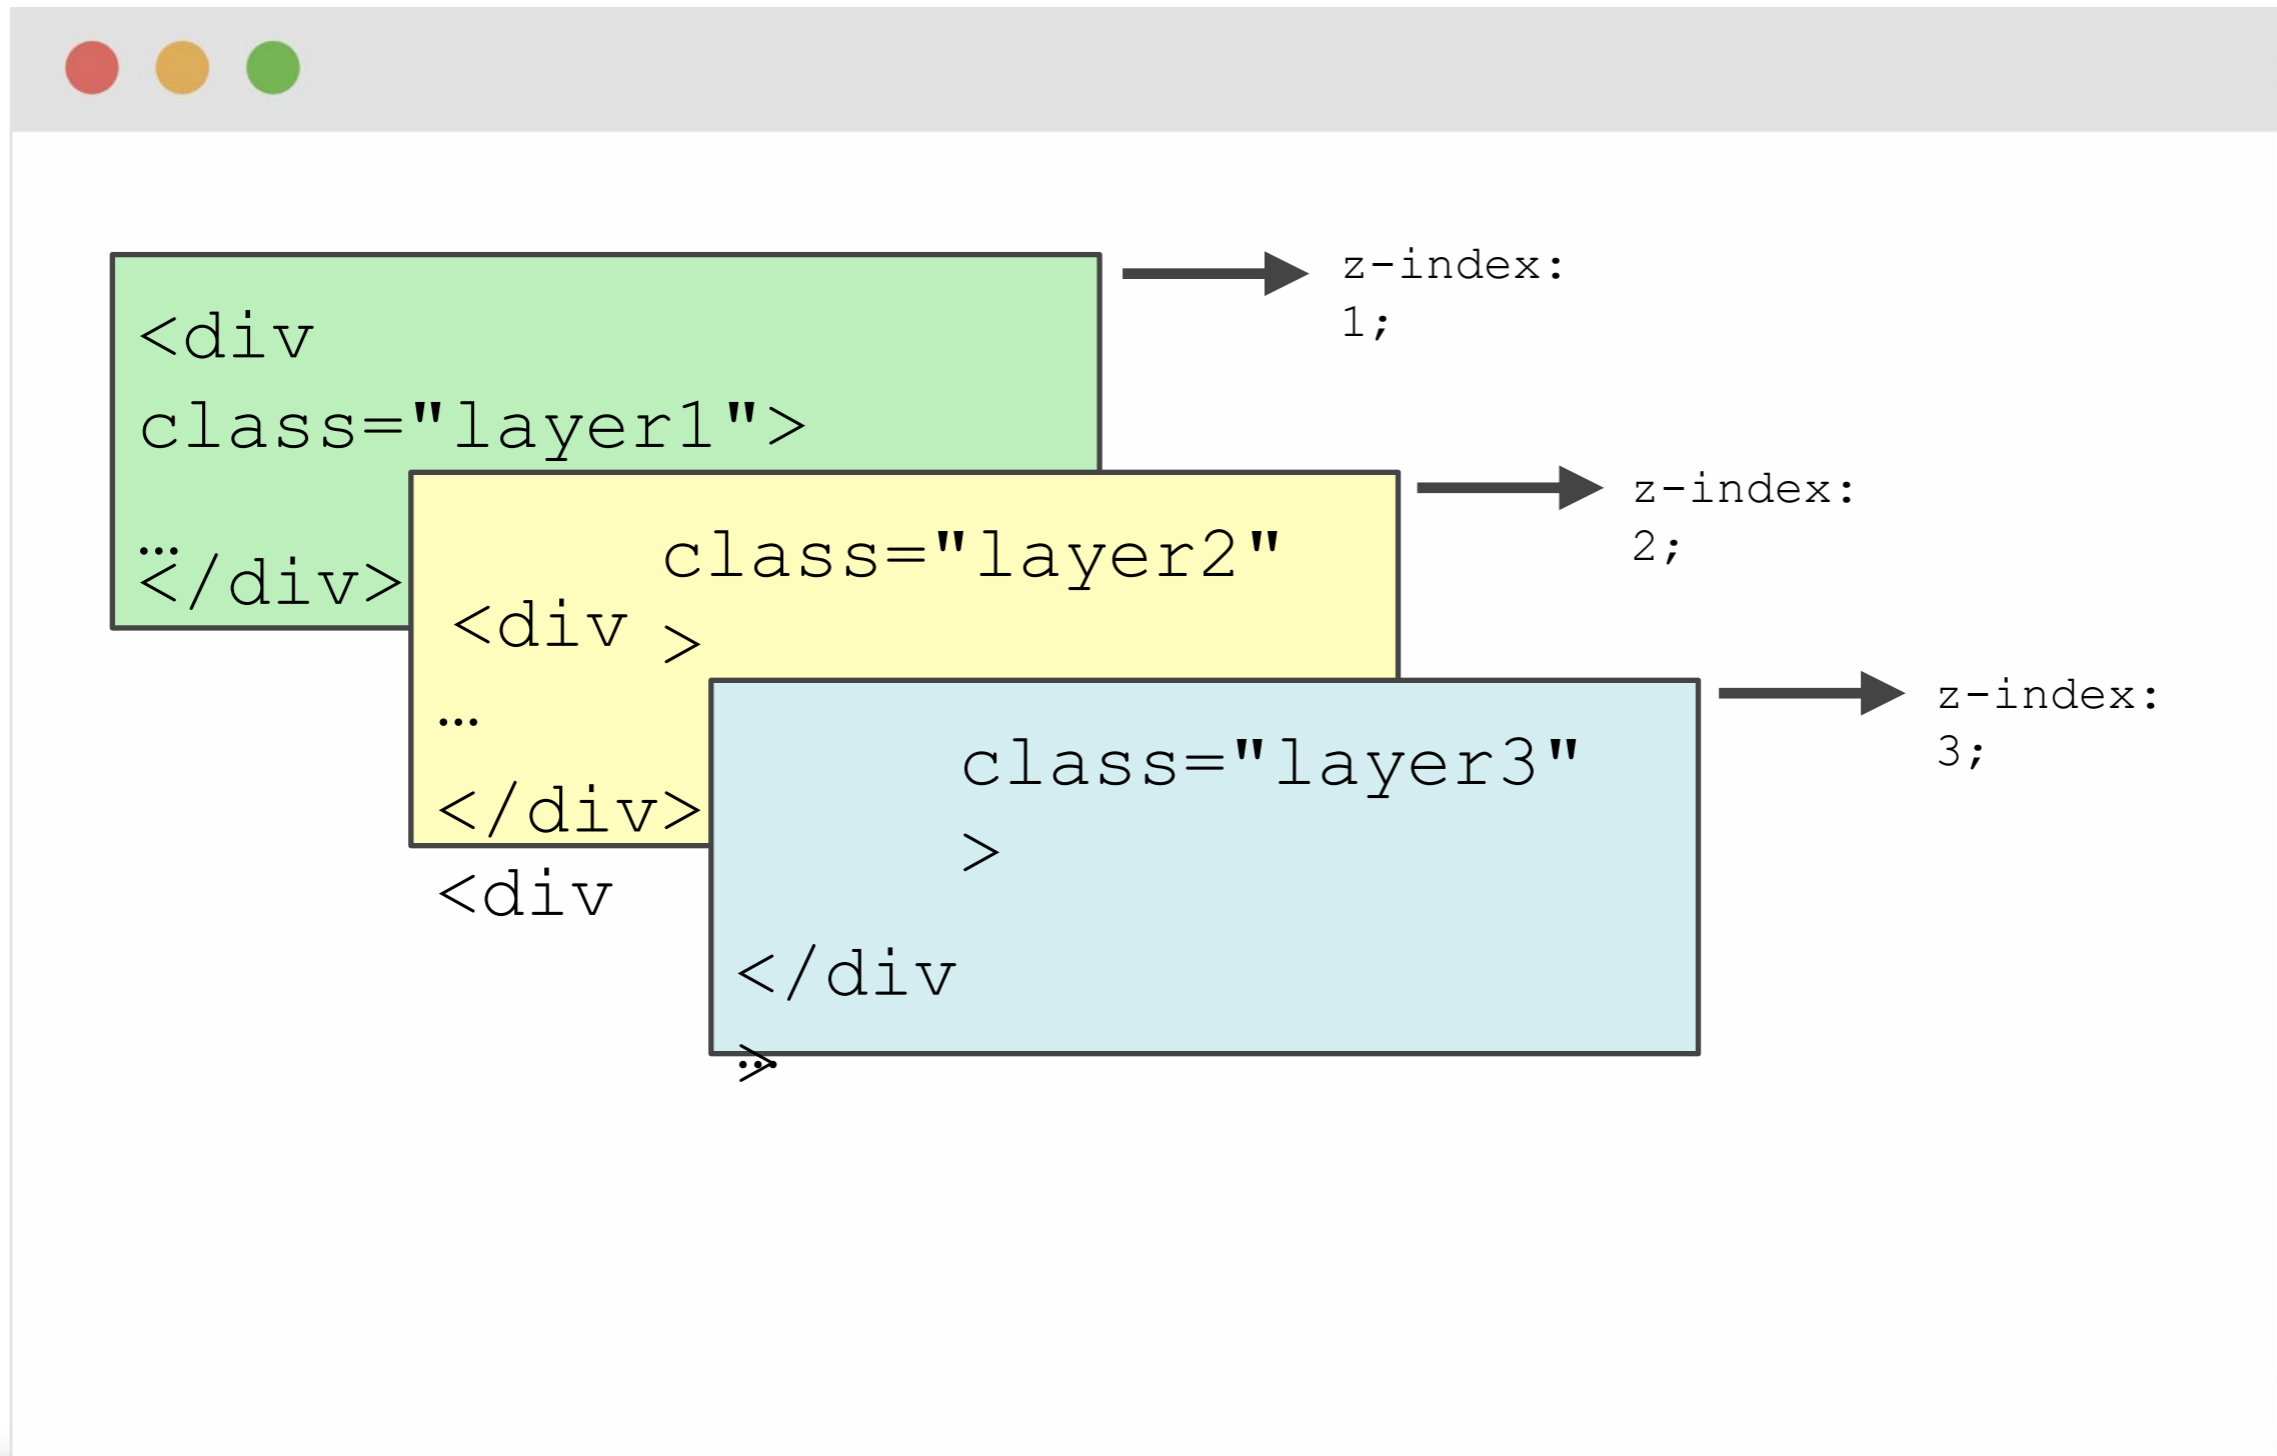 <div
class="layer1">
…
</div>
z-index:
1;
class="layer2"
<div
>
…
</div>
z-index:
2;
<div
class="layer3"
>
</div
>
…
z-index:
3;